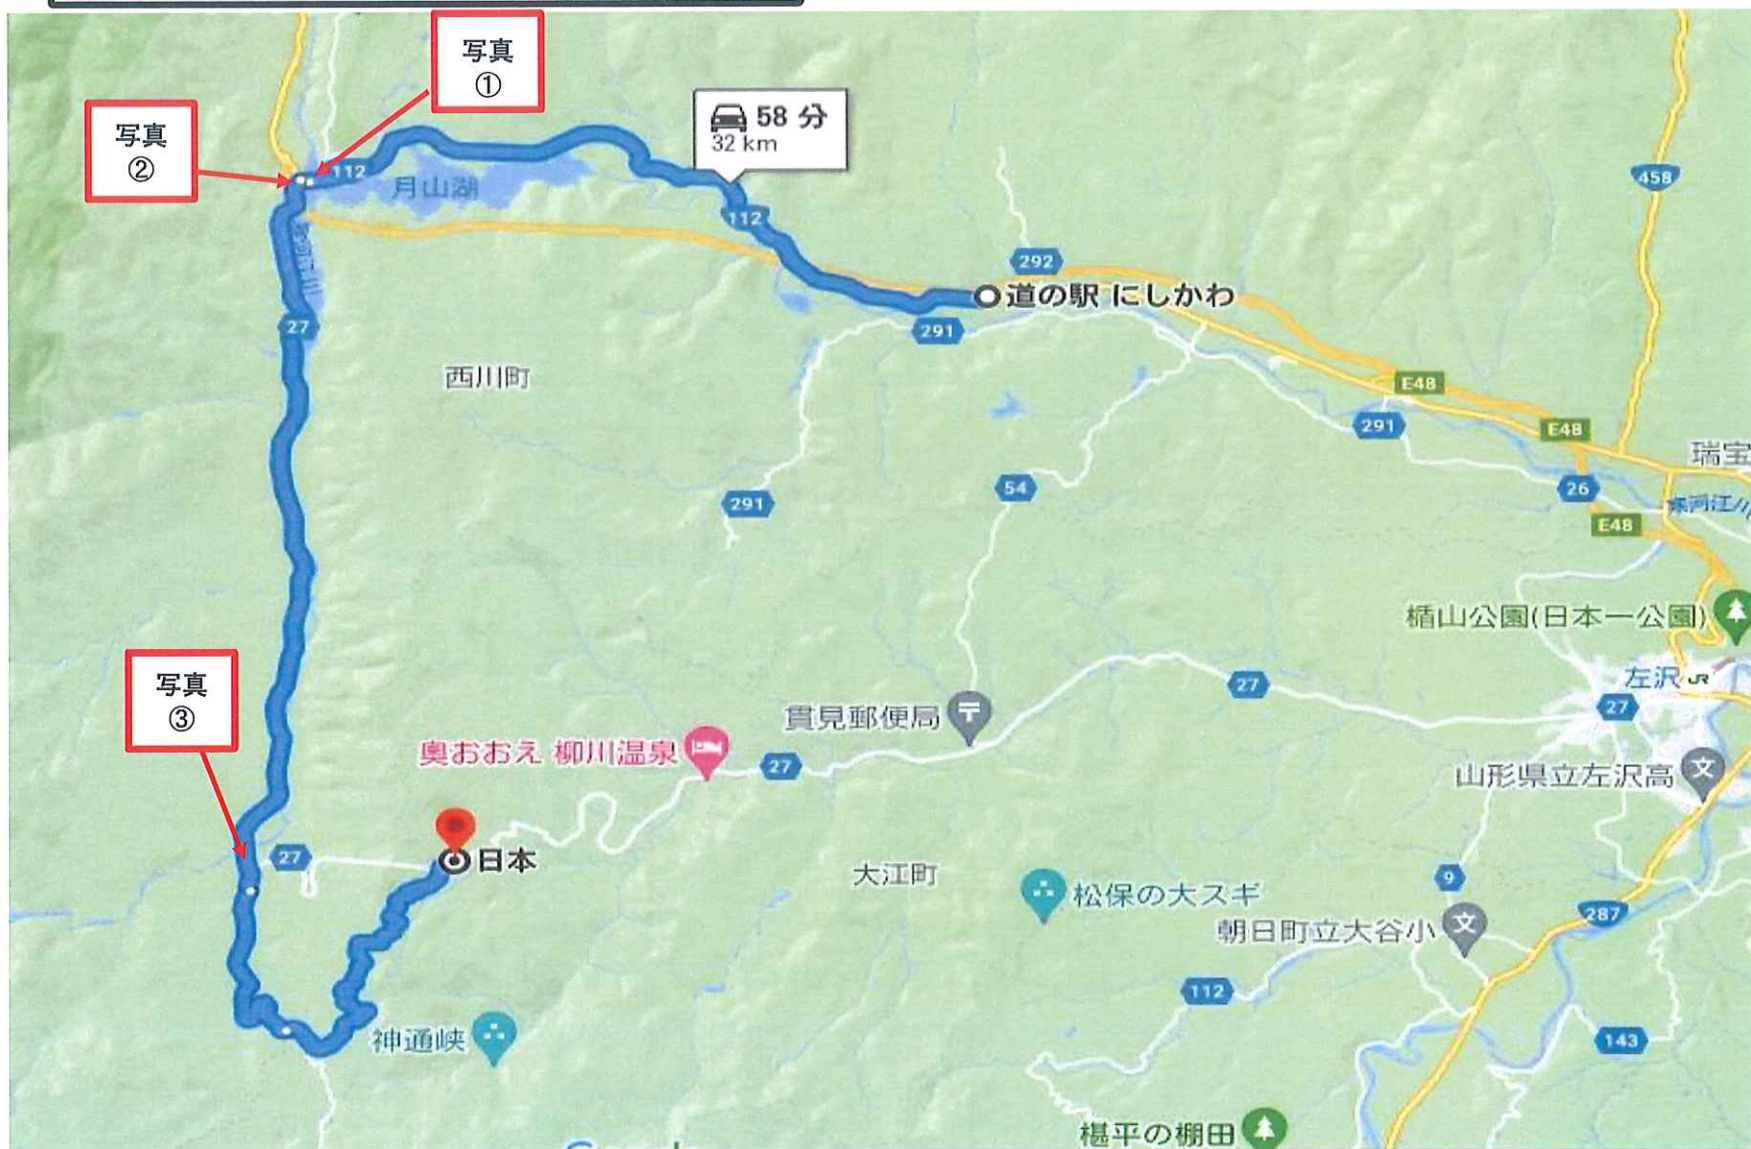 写真
①
写真
②
58 分
32 km
112
月山湖
458
112
292
道の駅 にしかわ
291
27
西川町
E48
291
E48
瑞宝
291
54
26
寒河江川
E48
楯山公園(日本一公園)
左沢 JR
27
27
写真
③
貫見郵便局
奥おおえ 柳川温泉
27
山形県立左沢高
27
日本
大江町
松保の大スギ
9
287
朝日町立大谷小
112
神通峡
143
椹平の棚田